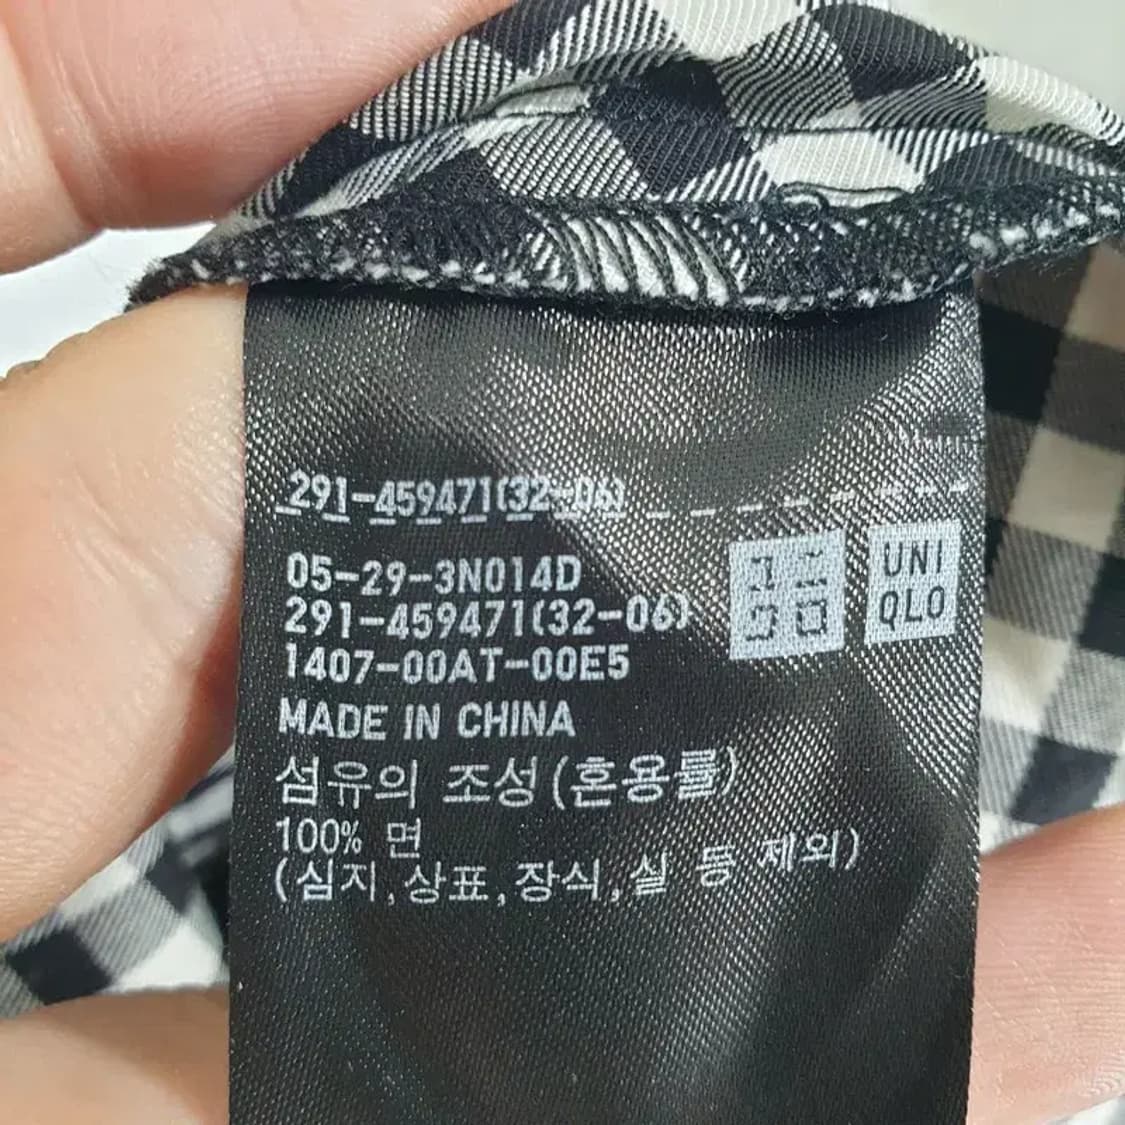 291-459471(32-06)
05-29-3N014D
291-459471(32-06)
1407-00AT-00E5
ユニ
クロ
UNI
QLO
MADE IN CHINA
섬유의 조성(혼용률)
100% 면
(심지,상표,장식,실 등 제외)